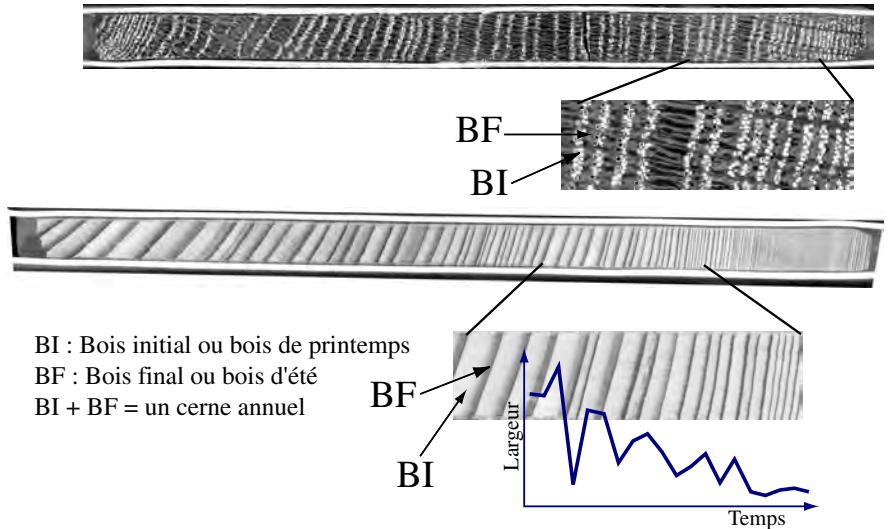 BF
BI
BI : Bois initial ou bois de printemps
BF : Bois final ou bois d'été
BI + BF = un cerne annuel
BF
BI
Largeur
Temps